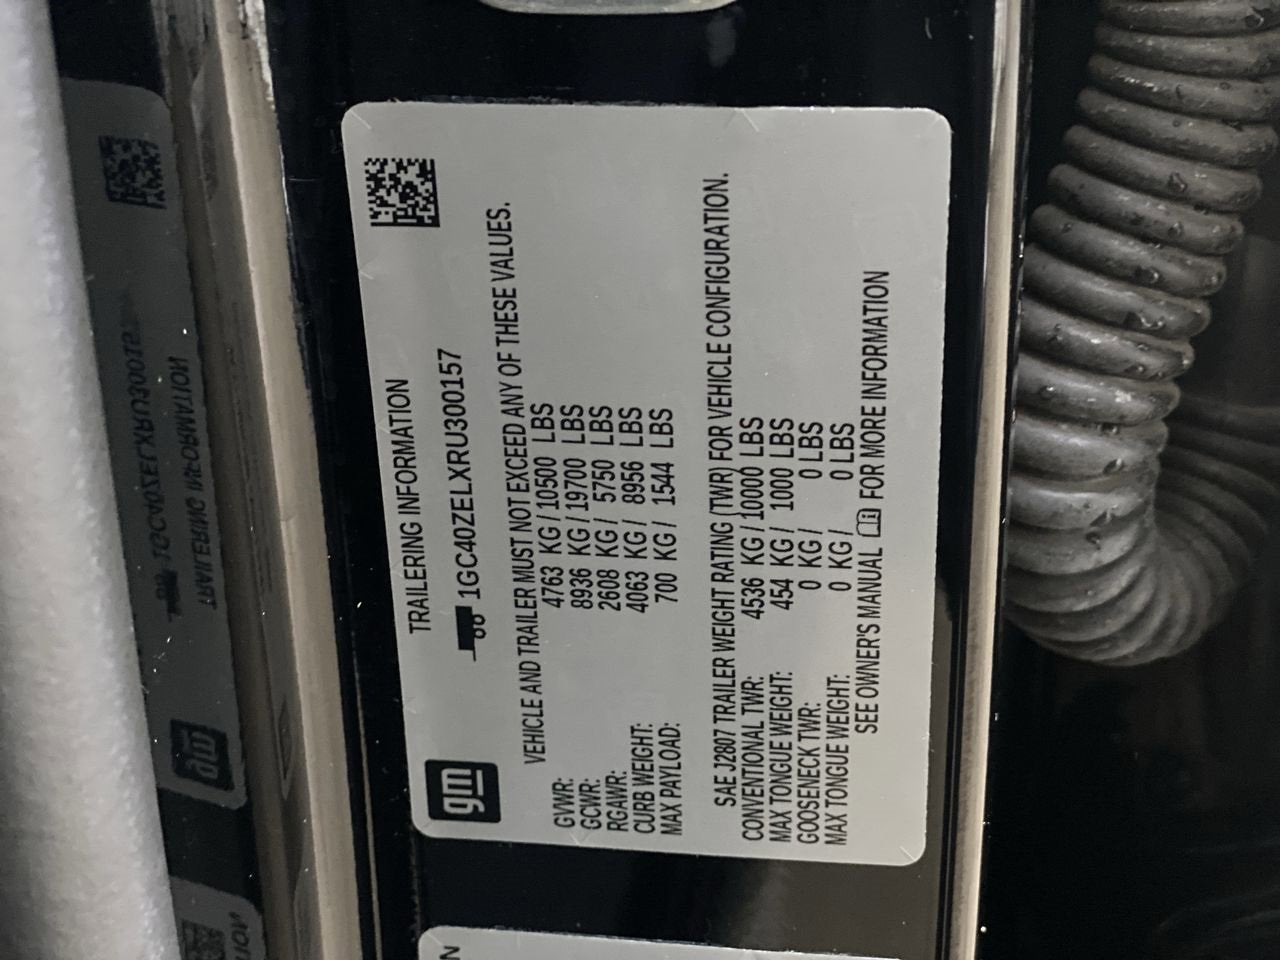 gm
TRAILERING INFORMATION
1GC40ZELXRU300157
VEHICLE AND TRAILER MUST NOT EXCEED ANY OF THESE VALUES.
GVWR: 4763 KG / 10500 LBS
GCWR: 8936 KG / 19700 LBS
RGAWR: 2608 KG / 5750 LBS
CURB WEIGHT: 4063 KG / 8956 LBS
MAX PAYLOAD: 700 KG / 1544 LBS
SAE J2807 TRAILER WEIGHT RATING (TWR) FOR VEHICLE CONFIGURATION.
CONVENTIONAL TWR: 4536 KG / 10000 LBS
MAX TONGUE WEIGHT: 454 KG / 1000 LBS
GOOSENECK TWR: 0 KG / 0 LBS
MAX TONGUE WEIGHT: 0 KG / 0 LBS
SEE OWNER'S MANUAL FOR MORE INFORMATION
N